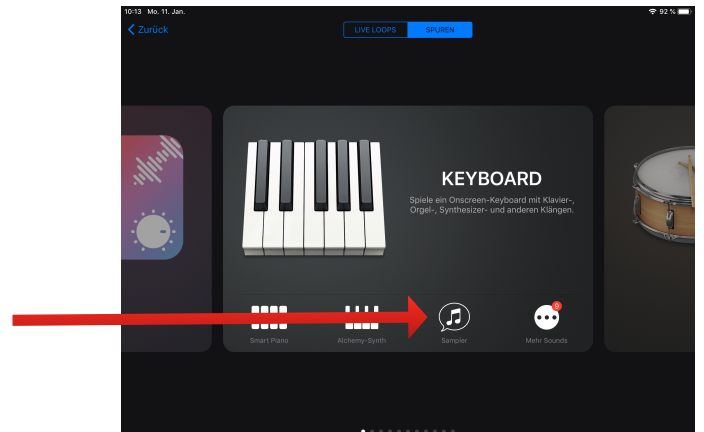 10:13 Mo. 11. Jan.
92 %
Zurück
LIVE LOOPS
SPUREN
KEYBOARD
Spiele ein Onscreen-Keyboard mit Klavier-,
Orgel-, Synthesizer- und anderen Klängen.
9
Smart Piano
Alchemy-Synth
Sampler
Mehr Sounds